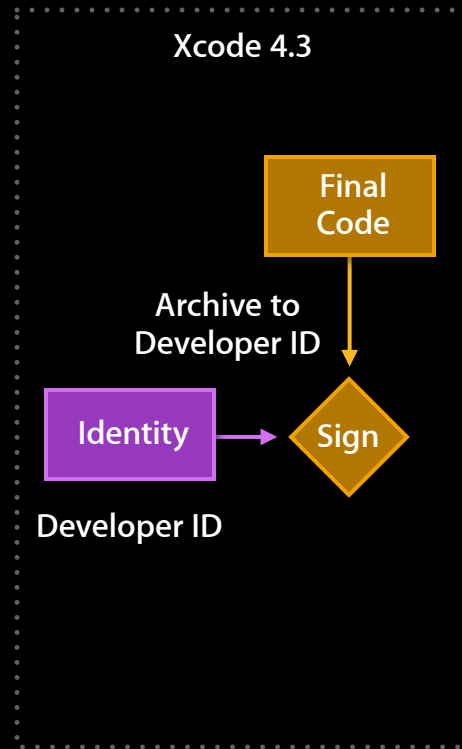 Xcode 4.3
Final
Code
Archive to
Developer ID
Identity
Sign
Developer ID